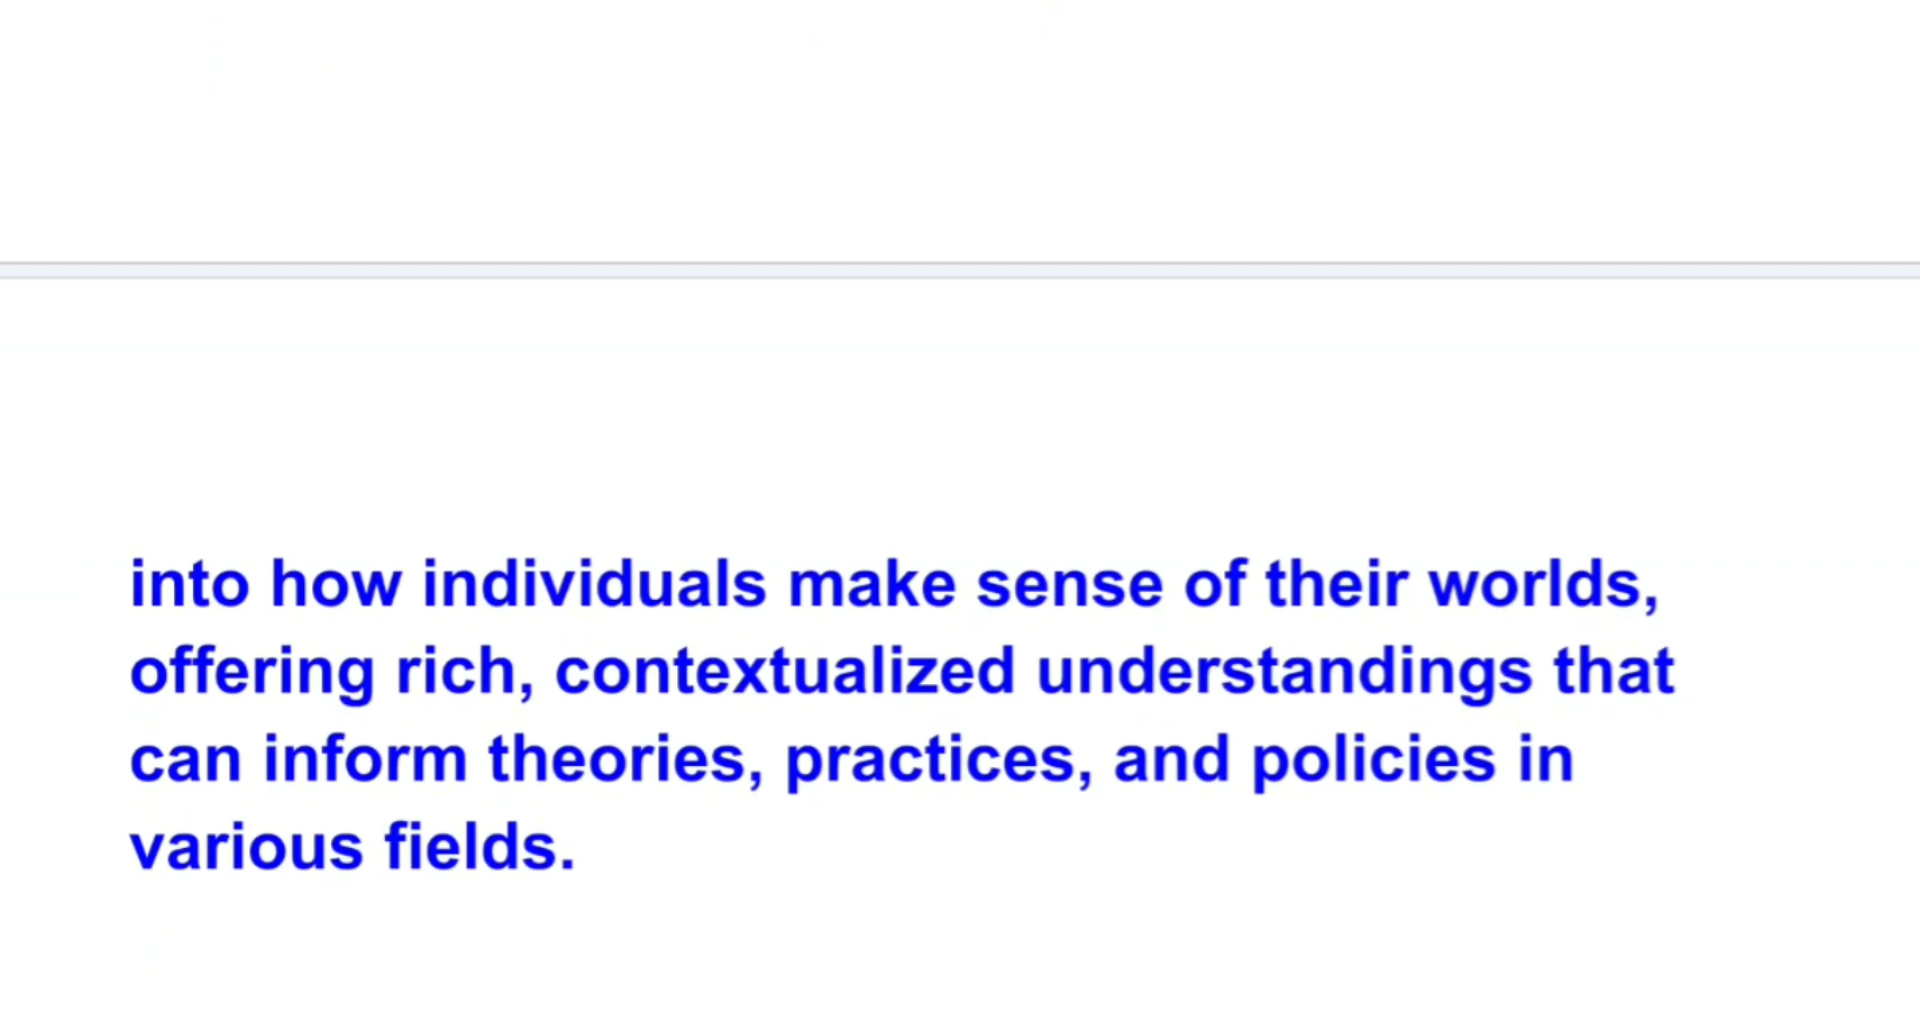 into how individuals make sense of their worlds,
offering rich, contextualized understandings that
can inform theories, practices, and policies in
various fields.